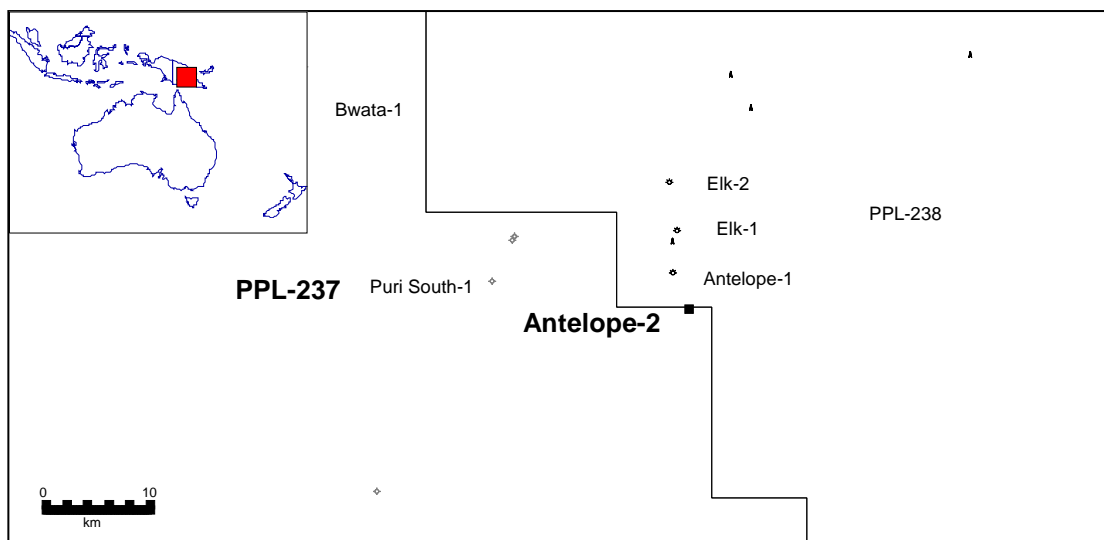 Bwata-1
Elk-2
PPL-238
Elk-1
Antelope-1
PPL-237
Puri South-1
Antelope-2
0
10
km